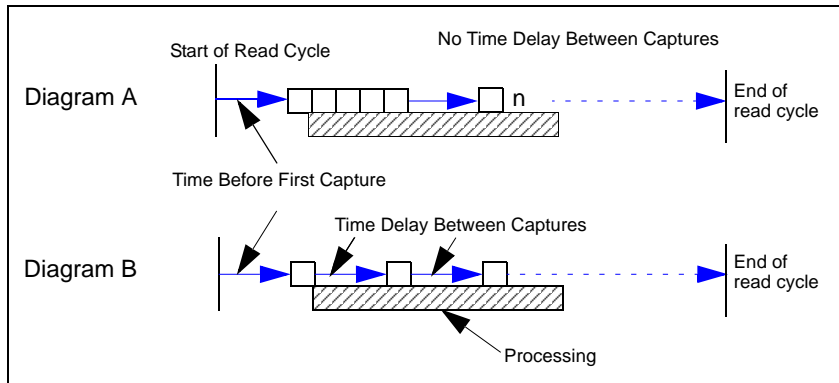 No Time Delay Between Captures
Start of Read Cycle
Diagram A
n
End of
read cycle
Time Before First Capture
Time Delay Between Captures
Diagram B
End of
read cycle
Processing